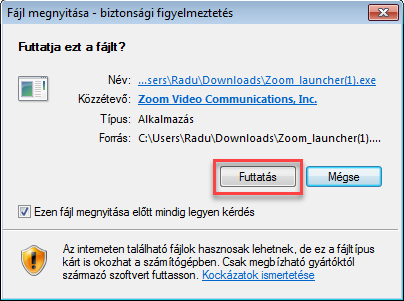 Fájl megnyitása - biztonsági figyelmeztetés
Futtatja ezt a fájlt?
Név: ...sers\Radu\Downloads\Zoom_launcher(1).exe
Közzétevő: Zoom Video Communications, Inc.
Típus: Alkalmazás
Forrás: C:\Users\Radu\Downloads\Zoom_launcher(1)....
Futtatás Mégse
Ezen fájl megnyitása előtt mindig legyen kérdés
Az interneten található fájlok hasznosak lehetnek, de ez a fájltípus
kárt is okozhat a számítógépben. Csak megbízható gyártóktól
származó szoftvert futtasson. Kockázatok ismertetése